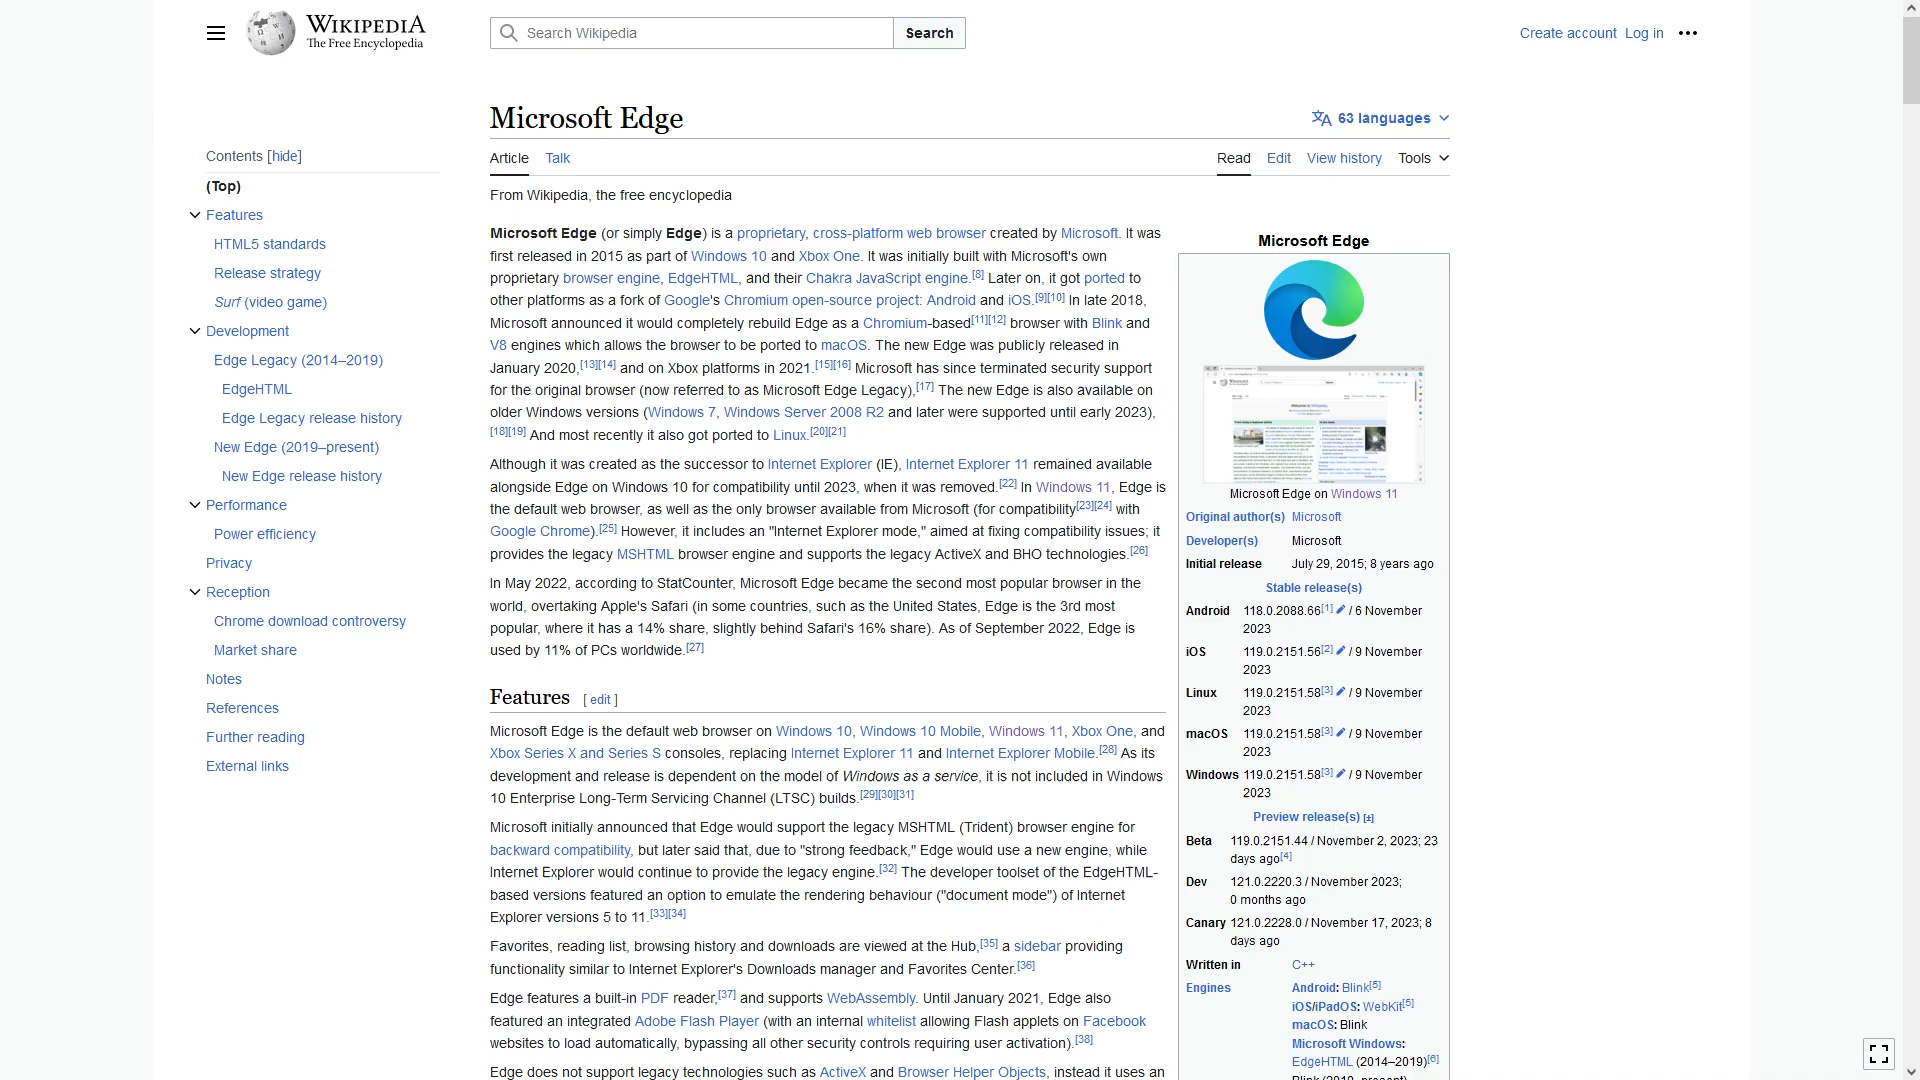 WIKIPEDIA
The Free Encyclopedia
Search Wikipedia
Search
Create account Log in
Microsoft Edge
63 languages
Article Talk
Read Edit View history Tools
From Wikipedia, the free encyclopedia
Contents [hide]
(Top)
Features
HTML5 standards
Release strategy
Surf (video game)
Development
Edge Legacy (2014–2019)
EdgeHTML
Edge Legacy release history
New Edge (2019–present)
New Edge release history
Performance
Power efficiency
Privacy
Reception
Chrome download controversy
Market share
Notes
References
Further reading
External links
Microsoft Edge (or simply Edge) is a proprietary, cross-platform web browser created by Microsoft. It was
first released in 2015 as part of Windows 10 and Xbox One. It was initially built with Microsoft's own
proprietary browser engine, EdgeHTML, and their Chakra JavaScript engine.[8] Later on, it got ported to
other platforms as a fork of Google's Chromium open-source project: Android and iOS.[9][10] In late 2018,
Microsoft announced it would completely rebuild Edge as a Chromium-based[11][12] browser with Blink and
V8 engines which allows the browser to be ported to macOS. The new Edge was publicly released in
January 2020,[13][14] and on Xbox platforms in 2021.[15][16] Microsoft has since terminated security support
for the original browser (now referred to as Microsoft Edge Legacy),[17] The new Edge is also available on
older Windows versions (Windows 7, Windows Server 2008 R2 and later were supported until early 2023),
[18][19] And most recently it also got ported to Linux.[20][21]
Although it was created as the successor to Internet Explorer (IE), Internet Explorer 11 remained available
alongside Edge on Windows 10 for compatibility until 2023, when it was removed.[22] In Windows 11, Edge is
the default web browser, as well as the only browser available from Microsoft (for compatibility[23][24] with
Google Chrome).[25] However, it includes an "Internet Explorer mode," aimed at fixing compatibility issues; it
provides the legacy MSHTML browser engine and supports the legacy ActiveX and BHO technologies.[26]
In May 2022, according to StatCounter, Microsoft Edge became the second most popular browser in the
world, overtaking Apple's Safari (in some countries, such as the United States, Edge is the 3rd most
popular, where it has a 14% share, slightly behind Safari's 16% share). As of September 2022, Edge is
used by 11% of PCs worldwide.[27]
Features [ edit ]
Microsoft Edge is the default web browser on Windows 10, Windows 10 Mobile, Windows 11, Xbox One, and
Xbox Series X and Series S consoles, replacing Internet Explorer 11 and Internet Explorer Mobile.[28] As its
development and release is dependent on the model of Windows as a service, it is not included in Windows
10 Enterprise Long-Term Servicing Channel (LTSC) builds.[29][30][31]
Microsoft initially announced that Edge would support the legacy MSHTML (Trident) browser engine for
backward compatibility, but later said that, due to "strong feedback," Edge would use a new engine, while
Internet Explorer would continue to provide the legacy engine.[32] The developer toolset of the EdgeHTML-
based versions featured an option to emulate the rendering behaviour ("document mode") of Internet
Explorer versions 5 to 11.[33][34]
Favorites, reading list, browsing history and downloads are viewed at the Hub,[35] a sidebar providing
functionality similar to Internet Explorer's Downloads manager and Favorites Center.[36]
Edge features a built-in PDF reader,[37] and supports WebAssembly. Until January 2021, Edge also
featured an integrated Adobe Flash Player (with an internal whitelist allowing Flash applets on Facebook
websites to load automatically, bypassing all other security controls requiring user activation).[38]
Edge does not support legacy technologies such as ActiveX and Browser Helper Objects, instead it uses an
Microsoft Edge
Microsoft Edge on Windows 11
Original author(s) Microsoft
Developer(s) Microsoft
Initial release July 29, 2015; 8 years ago
Stable release(s)
Android 118.0.2088.66[1] / 6 November
2023
iOS 119.0.2151.56[2] / 9 November
2023
Linux 119.0.2151.58[3] / 9 November
2023
macOS 119.0.2151.58[3] / 9 November
2023
Windows 119.0.2151.58[3] / 9 November
2023
Preview release(s) [±]
Beta 119.0.2151.44 / November 2, 2023; 23
days ago[4]
Dev 121.0.2220.3 / November 2023;
0 months ago
Canary 121.0.2228.0 / November 17, 2023; 8
days ago
Written in C++
Engines Android: Blink[5]
iOS/iPadOS: WebKit[5]
macOS: Blink
Microsoft Windows:
EdgeHTML (2014–2019)[6]
Blink (2019–present)